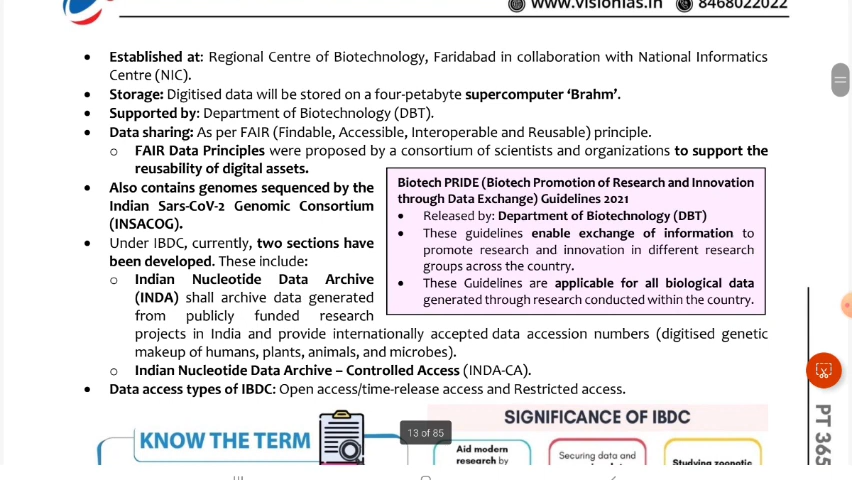 www.visionias.in 8468022022
• Established at: Regional Centre of Biotechnology, Faridabad in collaboration with National Informatics
Centre (NIC).
• Storage: Digitised data will be stored on a four-petabyte supercomputer ‘Brahm’.
• Supported by: Department of Biotechnology (DBT).
• Data sharing: As per FAIR (Findable, Accessible, Interoperable and Reusable) principle.
o FAIR Data Principles were proposed by a consortium of scientists and organizations to support the
reusability of digital assets.
• Also contains genomes sequenced by the
Indian Sars-CoV-2 Genomic Consortium
(INSACOG).
• Under IBDC, currently, two sections have
been developed. These include:
o Indian Nucleotide Data Archive
(INDA) shall archive data generated
from publicly funded research
projects in India and provide internationally accepted data accession numbers (digitised genetic
makeup of humans, plants, animals, and microbes).
o Indian Nucleotide Data Archive – Controlled Access (INDA-CA).
• Data access types of IBDC: Open access/time-release access and Restricted access.
Biotech PRIDE (Biotech Promotion of Research and Innovation
through Data Exchange) Guidelines 2021
• Released by: Department of Biotechnology (DBT)
• These guidelines enable exchange of information to
promote research and innovation in different research
groups across the country.
• These Guidelines are applicable for all biological data
generated through research conducted within the country.
KNOW THE TERM
13 of 85
SIGNIFICANCE OF IBDC
Aid modern
research by
Securing data and
Studying zoonotic
PT 365